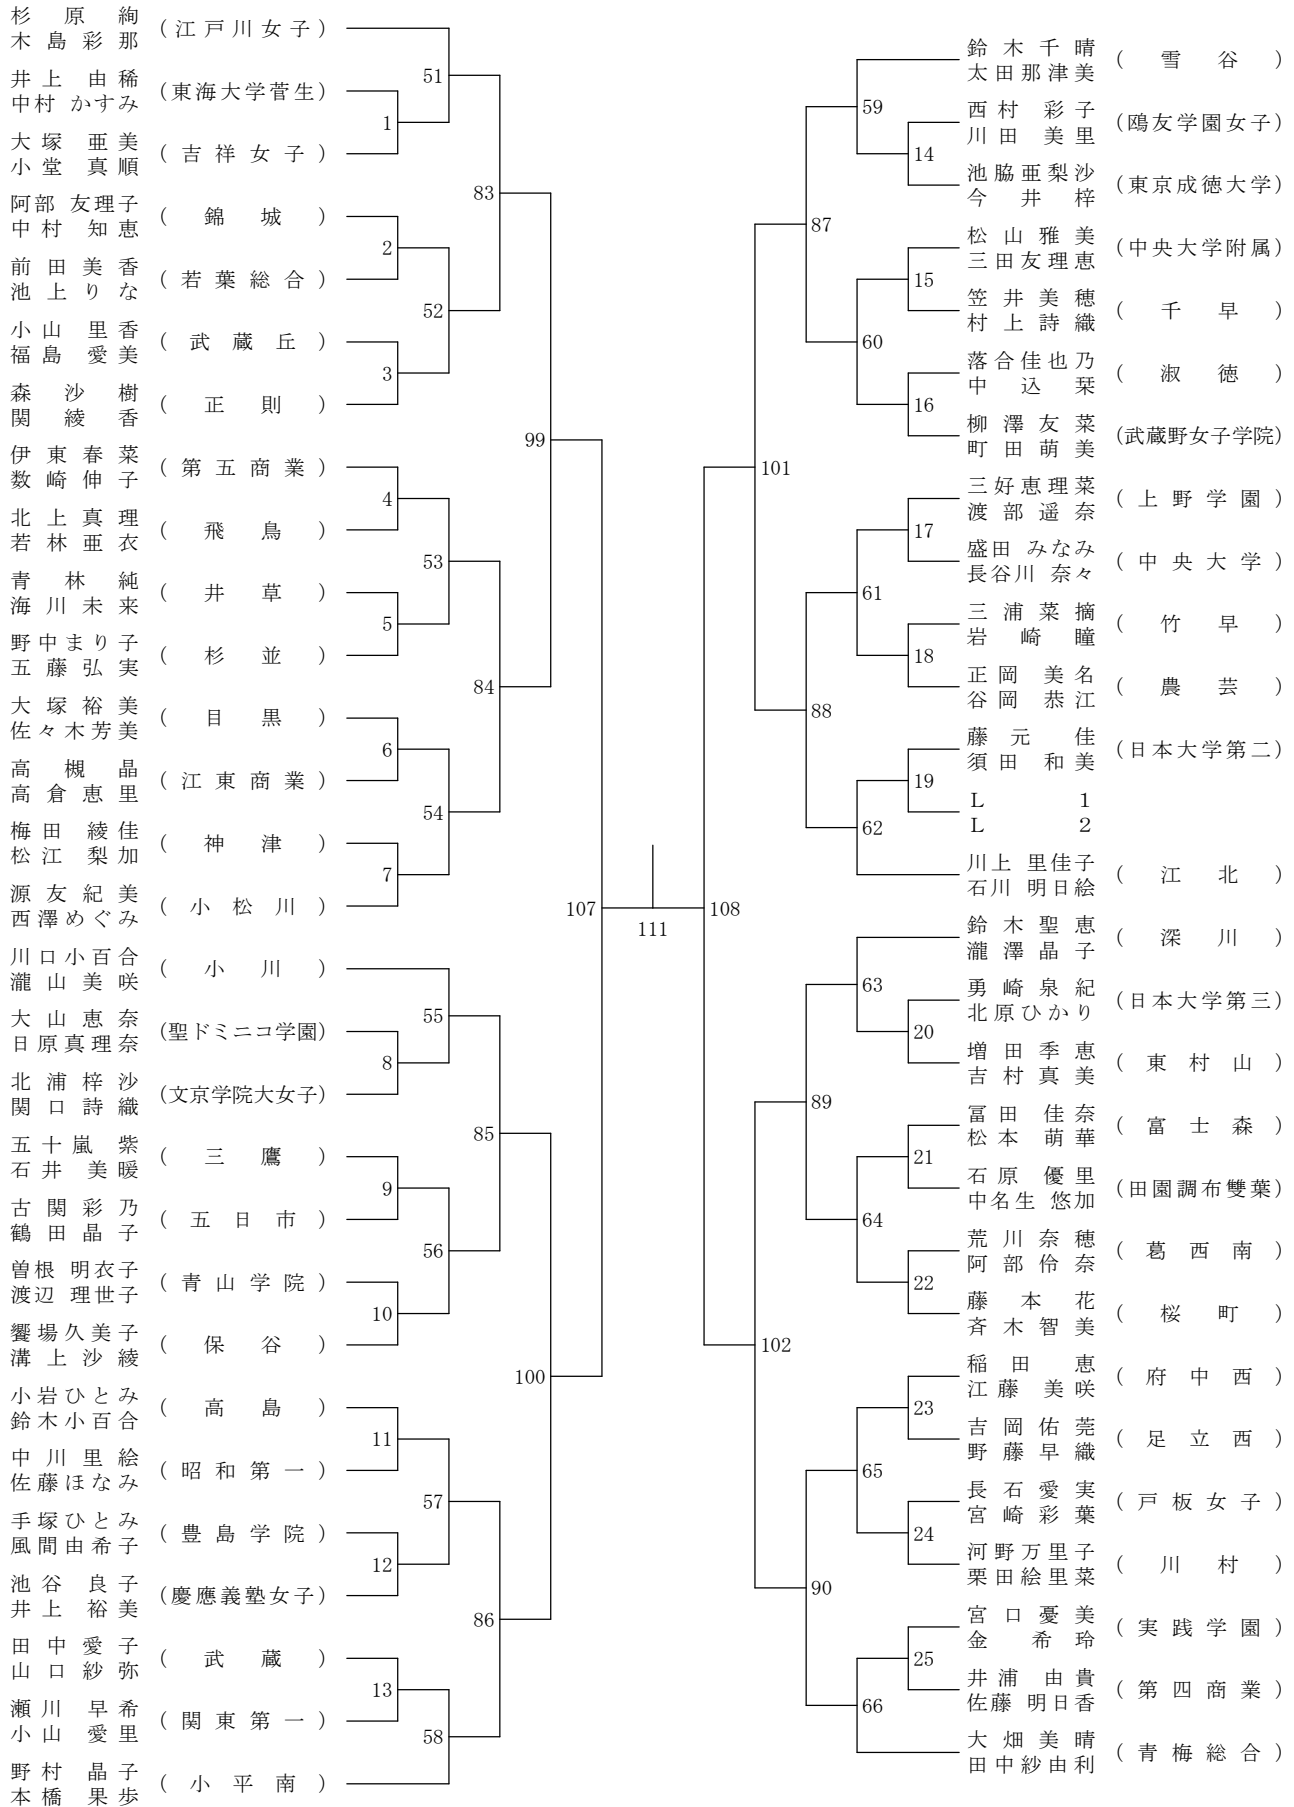 杉原絢
木島彩那
(江戸川女子)
井上由稀
中村かすみ
(東海大学菅生)
大塚亜美
小堂真順
(吉祥女子)
阿部友理子
中村知恵
(錦城)
前田美香
池上りな
(若葉総合)
小山里香
福島愛美
(武蔵丘)
森沙樹
関綾香
(正則)
伊東春菜
数崎伸子
(第五商業)
北上真理
若林亜衣
(飛鳥)
青林純
海川未来
(井草)
野中まり子
五藤弘実
(杉並)
大塚裕美
佐々木芳美
(目黒)
高槻晶
高倉恵里
(江東商業)
梅田綾佳
松江梨加
(神津)
源友紀美
西澤めぐみ
(小松川)
川口小百合
瀧山美咲
(小川)
大山恵奈
日原真理奈
(聖ドミニコ学園)
北浦梓沙
関口詩織
(文京学院大女子)
五十嵐紫
石井美暖
(三鷹)
古関彩乃
鶴田晶子
(五日市)
曽根明衣子
渡辺理世子
(青山学院)
饗場久美子
溝上沙綾
(保谷)
小岩ひとみ
鈴木小百合
(高島)
中川里絵
佐藤ほなみ
(昭和第一)
手塚ひとみ
風間由希子
(豊島学院)
池谷良子
井上裕美
(慶應義塾女子)
田中愛子
山口紗弥
(武蔵)
瀬川早希
小山愛里
(関東第一)
野村晶子
本橋果歩
(小平南)
1
2
3
4
5
6
7
8
9
10
11
12
13
51
52
53
54
55
56
57
58
83
84
85
86
99
100
107
111
108
101
102
87
88
89
90
59
60
61
62
63
64
65
66
14
15
16
17
18
19
20
21
22
23
24
25
鈴木千晴
太田那津美
(雪谷)
西村彩子
川田美里
(鴎友学園女子)
池脇亜梨沙
今井梓
(東京成徳大学)
松山雅美
三田友理恵
(中央大学附属)
笠井美穂
村上詩織
(千早)
落合佳也乃
中込栞
(淑徳)
柳澤友菜
町田萌美
(武蔵野女子学院)
三好恵理菜
渡部遥奈
(上野学園)
盛田みなみ
長谷川奈々
(中央大学)
三浦菜摘
岩崎瞳
(竹早)
正岡美名
谷岡恭江
(農芸)
藤元佳
須田和美
(日本大学第二)
L 1
L 2
川上里佳子
石川明日絵
(江北)
鈴木聖恵
瀧澤晶子
(深川)
勇崎泉紀
北原ひかり
(日本大学第三)
増田季恵
吉村真美
(東村山)
冨田佳奈
松本萌華
(富士森)
石原優里
中名生悠加
(田園調布雙葉)
荒川奈穂
阿部伶奈
(葛西南)
藤本花
斉木智美
(桜町)
稲田恵
江藤美咲
(府中西)
吉岡佑莞
野藤早織
(足立西)
長石愛実
宮崎彩葉
(戸板女子)
河野万里子
栗田絵里菜
(川村)
宮口憂美
金希玲
(実践学園)
井浦由貴
佐藤明日香
(第四商業)
大畑美晴
田中紗由利
(青梅総合)